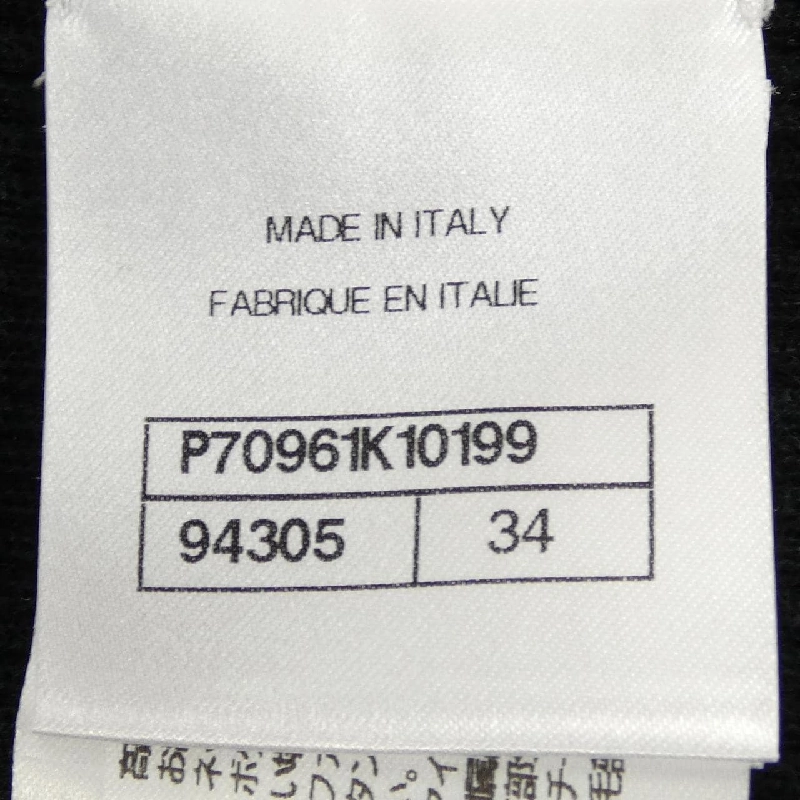 MADE IN ITALY
FABRIQUE EN ITALIE
P70961K10199
94305 34